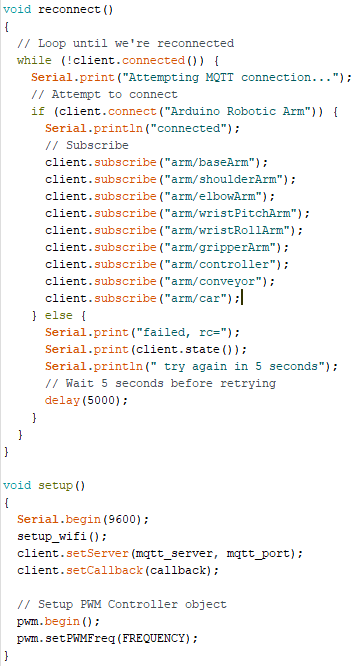 void reconnect()
{
  // Loop until we're reconnected
  while (!client.connected()) {
    Serial.print("Attempting MQTT connection...");
    // Attempt to connect
    if (client.connect("Arduino Robotic Arm")) {
      Serial.println("connected");
      // Subscribe
      client.subscribe("arm/baseArm");
      client.subscribe("arm/shoulderArm");
      client.subscribe("arm/elbowArm");
      client.subscribe("arm/wristPitchArm");
      client.subscribe("arm/wristRollArm");
      client.subscribe("arm/gripperArm");
      client.subscribe("arm/controller");
      client.subscribe("arm/conveyor");
      client.subscribe("arm/car");
    } else {
      Serial.print("failed, rc=");
      Serial.print(client.state());
      Serial.println(" try again in 5 seconds");
      // Wait 5 seconds before retrying
      delay(5000);
    }
  }
}

void setup()
{
  Serial.begin(9600);
  setup_wifi();
  client.setServer(mqtt_server, mqtt_port);
  client.setCallback(callback);

  // Setup PWM Controller object
  pwm.begin();
  pwm.setPWMFreq(FREQUENCY);
}